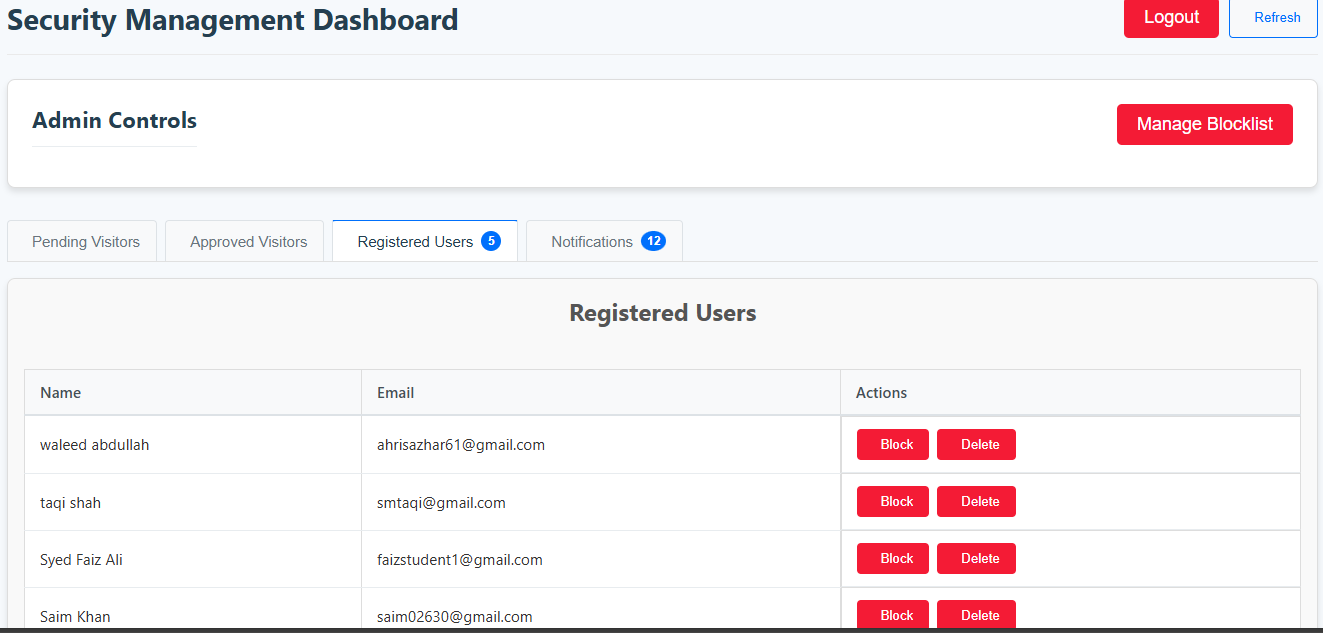 Security Management Dashboard
Logout
Refresh
Admin Controls
Manage Blocklist
Pending Visitors
Approved Visitors
Registered Users 5
Notifications 12
Registered Users
Name Email Actions
waleed abdullah ahrisazhar61@gmail.com Block Delete
taqi shah smtaqi@gmail.com Block Delete
Syed Faiz Ali faizstudent1@gmail.com Block Delete
Saim Khan saim02630@gmail.com Block Delete